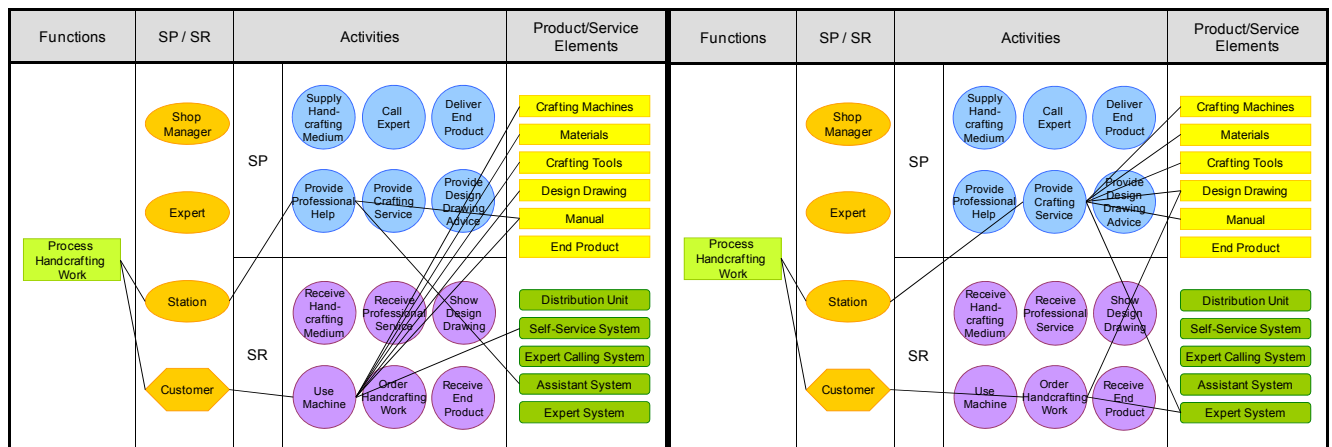 Functions
SP / SR
Activities
Product/Service
Elements
Process
Handcrafting
Work
Shop
Manager
Expert
Station
Customer
SP
SR
Supply
Hand-
crafting
Medium
Call
Expert
Deliver
End
Product
Provide
Professional
Help
Provide
Crafting
Service
Provide
Design
Drawing
Advice
Receive
Hand-
crafting
Medium
Receive
Professional
Service
Show
Design
Drawing
Use
Machine
Order
Handcrafting
Work
Receive
End
Product
Crafting Machines
Materials
Crafting Tools
Design Drawing
Manual
End Product
Distribution Unit
Self-Service System
Expert Calling System
Assistant System
Expert System
Functions
SP / SR
Activities
Product/Service
Elements
Process
Handcrafting
Work
Shop
Manager
Expert
Station
Customer
SP
SR
Supply
Hand-
crafting
Medium
Call
Expert
Deliver
End
Product
Provide
Professional
Help
Provide
Crafting
Service
Provide
Design
Drawing
Advice
Receive
Hand-
crafting
Medium
Receive
Professional
Service
Show
Design
Drawing
Use
Machine
Order
Handcrafting
Work
Receive
End
Product
Crafting Machines
Materials
Crafting Tools
Design Drawing
Manual
End Product
Distribution Unit
Self-Service System
Expert Calling System
Assistant System
Expert System